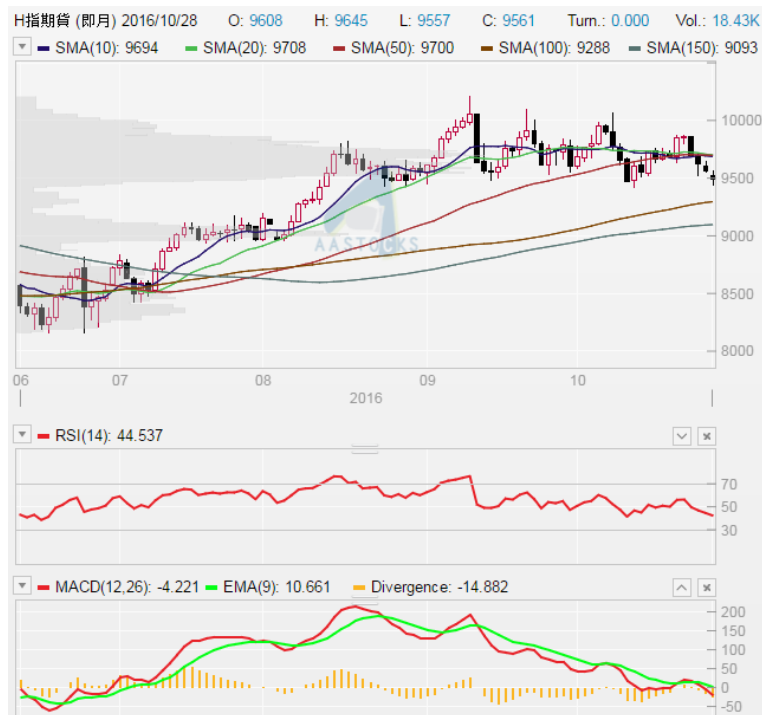 H指期貨 (即月) 2016/10/28 O: 9608 H: 9645 L: 9557 C: 9561 Turn.: 0.000 Vol.: 18.43K
SMA(10): 9694 SMA(20): 9708 SMA(50): 9700 SMA(100): 9288 SMA(150): 9093
10000
9500
9000
AASTOCKS
8500
8000
06 07 08 09 10
2016
RSI(14): 44.537
70
50
30
MACD(12,26): -4.221 EMA(9): 10.661 Divergence: -14.882
200
150
100
50
0
-50